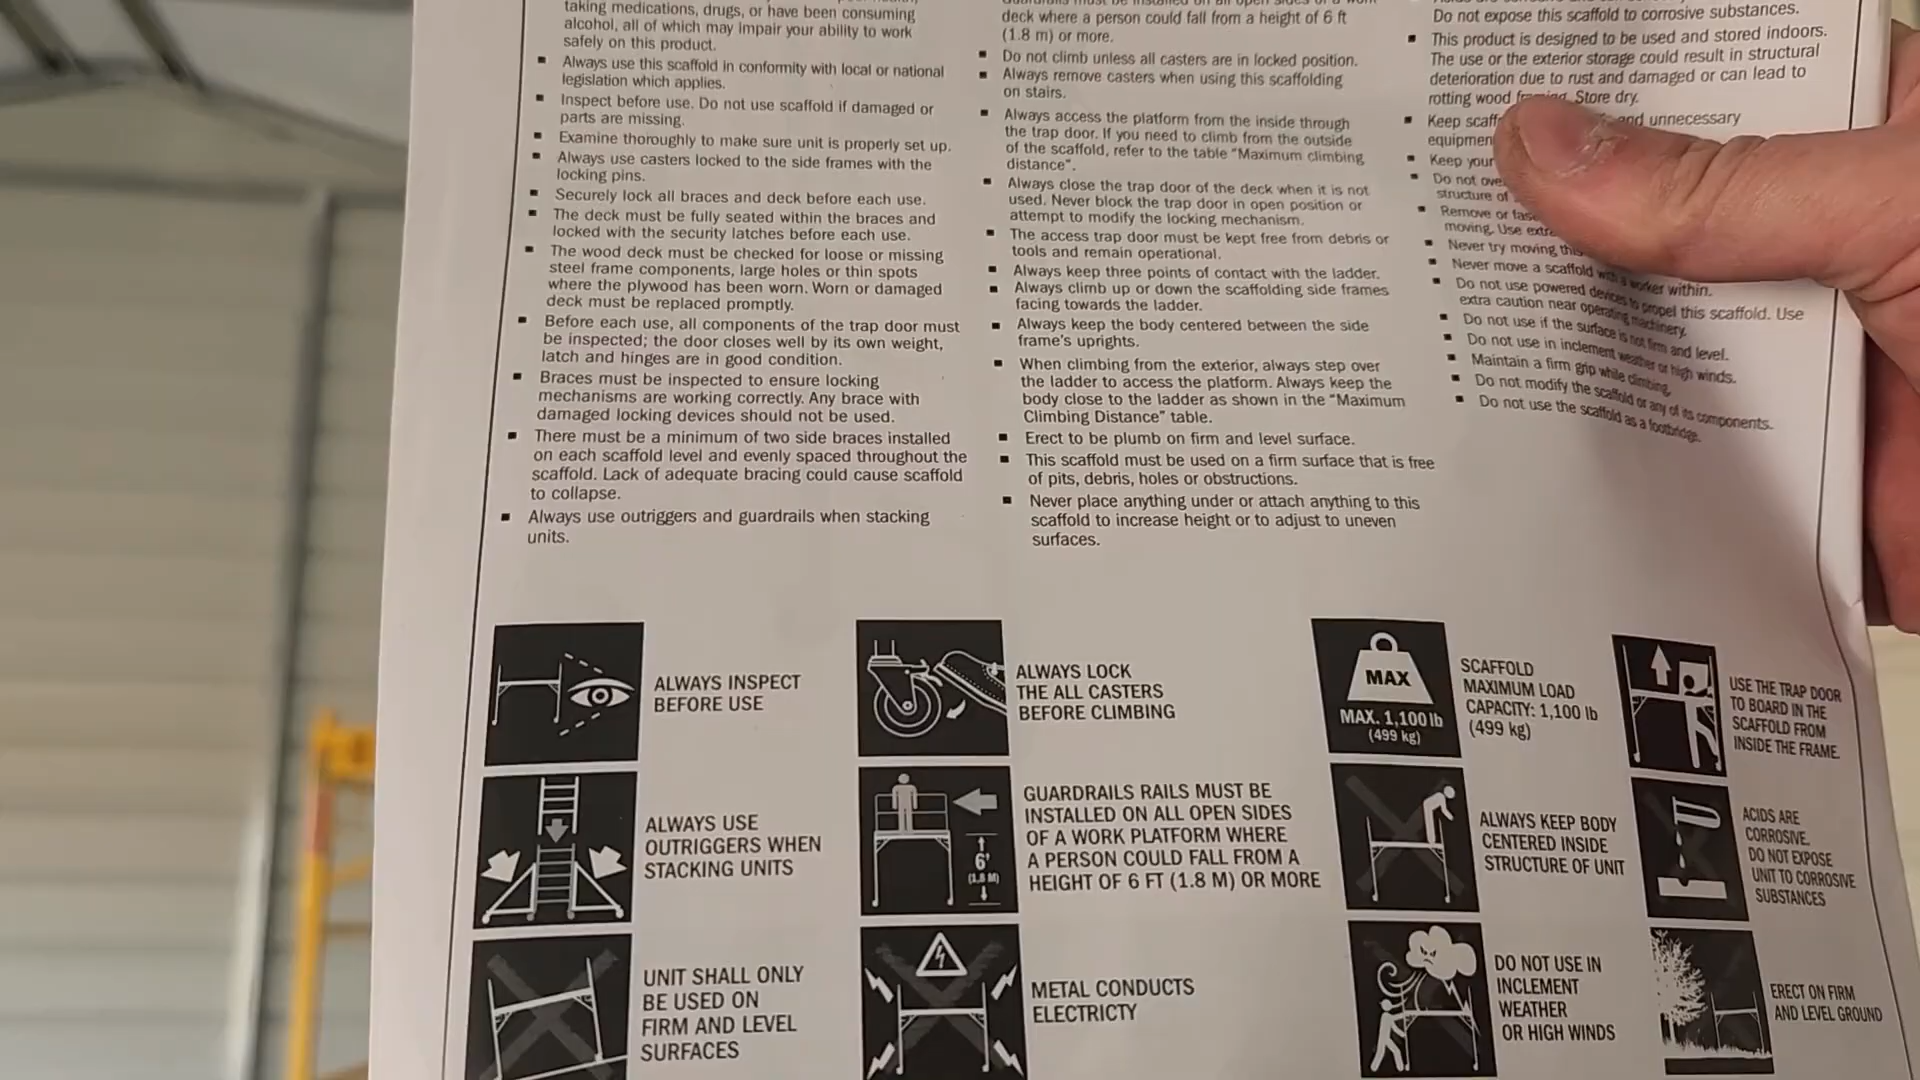 taking medications, drugs, or have been consuming
alcohol, all of which may impair your ability to work
safely on this product.
Always use this scaffold in conformity with local or national
legislation which applies.
Inspect before use. Do not use scaffold if damaged or
parts are missing.
Examine thoroughly to make sure unit is properly set up.
Always use casters locked to the side frames with the
locking pins.
Securely lock all braces and deck before each use.
The deck must be fully seated within the braces and
locked with the security latches before each use.
The wood deck must be checked for loose or missing
steel frame components, large holes or thin spots
where the plywood has been worn. Worn or damaged
deck must be replaced promptly.
Before each use, all components of the trap door must
be inspected; the door closes well by its own weight,
latch and hinges are in good condition.
Braces must be inspected to ensure locking
mechanisms are working correctly. Any brace with
damaged locking devices should not be used.
There must be a minimum of two side braces installed
on each scaffold level and evenly spaced throughout the
scaffold. Lack of adequate bracing could cause scaffold
to collapse.
Always use outriggers and guardrails when stacking
units.
deck where a person could fall from a height of 6 ft
(1.8 m) or more.
Do not climb unless all casters are in locked position.
Always remove casters when using this scaffolding
on stairs.
Always access the platform from the inside through
the trap door. If you need to climb from the outside
of the scaffold, refer to the table "Maximum climbing
distance".
Always close the trap door of the deck when it is not
used. Never block the trap door in open position or
attempt to modify the locking mechanism.
The access trap door must be kept free from debris or
tools and remain operational.
Always keep three points of contact with the ladder.
Always climb up or down the scaffolding side frames
facing towards the ladder.
Always keep the body centered between the side
frame's uprights.
When climbing from the exterior, always step over
the ladder to access the platform. Always keep the
body close to the ladder as shown in the "Maximum
Climbing Distance" table.
Erect to be plumb on firm and level surface.
This scaffold must be used on a firm surface that is free
of pits, debris, holes or obstructions.
Never place anything under or attach anything to this
scaffold to increase height or to adjust to uneven
surfaces.
Do not expose this scaffold to corrosive substances.
This product is designed to be used and stored indoors.
The use or the exterior storage could result in structural
deterioration due to rust and damaged or can lead to
rotting wood framing. Store dry.
Keep and unnecessary
Keep your
Do not
structure of
Remove or
moving. Use
Never try moving
Never move a scaffold with a worker within.
Do not use powered devices to propel this scaffold. Use
extra caution near operating machinery.
Do not use if the surface is not firm and level.
Do not use in inclement weather or high winds.
Maintain a firm grip while climbing.
Do not modify the scaffold or any of its components.
Do not use the scaffold as a footbridge.
ALWAYS INSPECT
BEFORE USE
ALWAYS LOCK
THE ALL CASTERS
BEFORE CLIMBING
MAX
MAX. 1,100 lb
(499 kg)
SCAFFOLD
MAXIMUM LOAD
CAPACITY: 1,100 lb
(499 kg)
USE THE TRAP DOOR
TO BOARD IN THE
SCAFFOLD FROM
INSIDE THE FRAME.
ALWAYS USE
OUTRIGGERS WHEN
STACKING UNITS
6'
(1.8 M)
GUARDRAILS RAILS MUST BE
INSTALLED ON ALL OPEN SIDES
OF A WORK PLATFORM WHERE
A PERSON COULD FALL FROM A
HEIGHT OF 6 FT (1.8 M) OR MORE
ALWAYS KEEP BODY
CENTERED INSIDE
STRUCTURE OF UNIT
ACIDS ARE
CORROSIVE.
DO NOT EXPOSE
UNIT TO CORROSIVE
SUBSTANCES
UNIT SHALL ONLY
BE USED ON
FIRM AND LEVEL
SURFACES
METAL CONDUCTS
ELECTRICTY
DO NOT USE IN
INCLEMENT
WEATHER
OR HIGH WINDS
ERECT ON FIRM
AND LEVEL GROUND